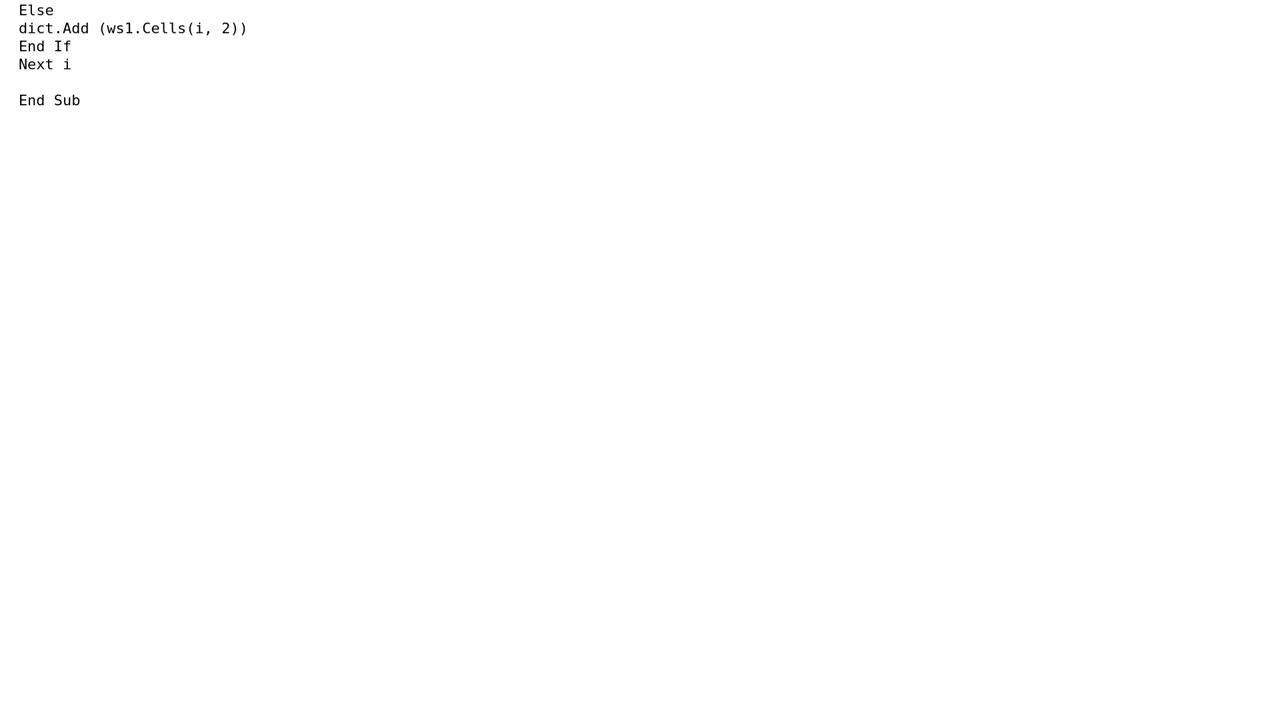 Else
dict.Add (ws1.Cells(i, 2))
End If
Next i
End Sub